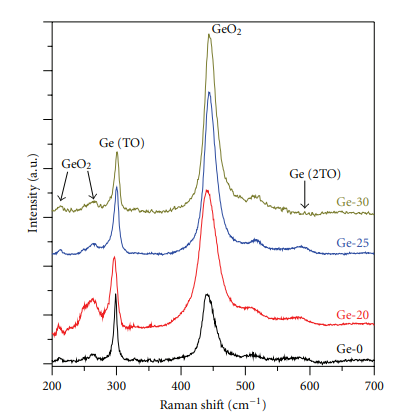 GeO₂
Ge (TO)
GeO₂
Ge (2TO)
Ge-30
Ge-25
Ge-20
Ge-0
Intensity (a.u.)
200 300 400 500 600 700
Raman shift (cm⁻¹)